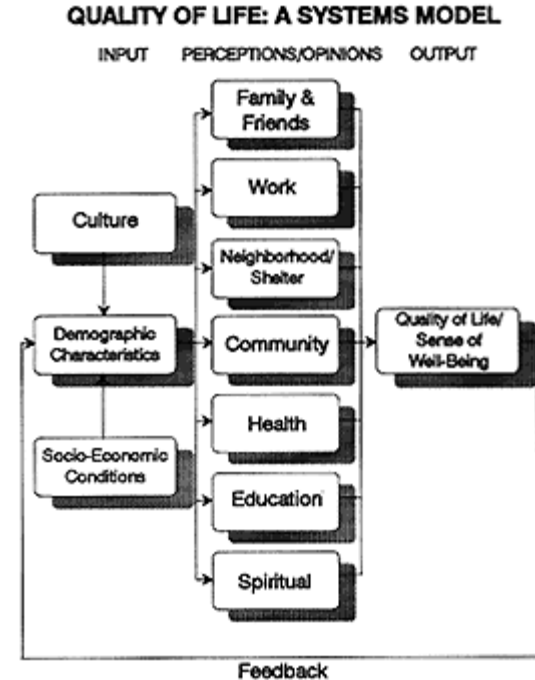 QUALITY OF LIFE: A SYSTEMS MODEL
INPUT
PERCEPTIONS/OPINIONS
OUTPUT
Culture
Demographic
Characteristics
Socio-Economic
Conditions
Family &
Friends
Work
Neighborhood/
Shelter
Community
Health
Education
Spiritual
Quality of Life/
Sense of
Well-Being
Feedback